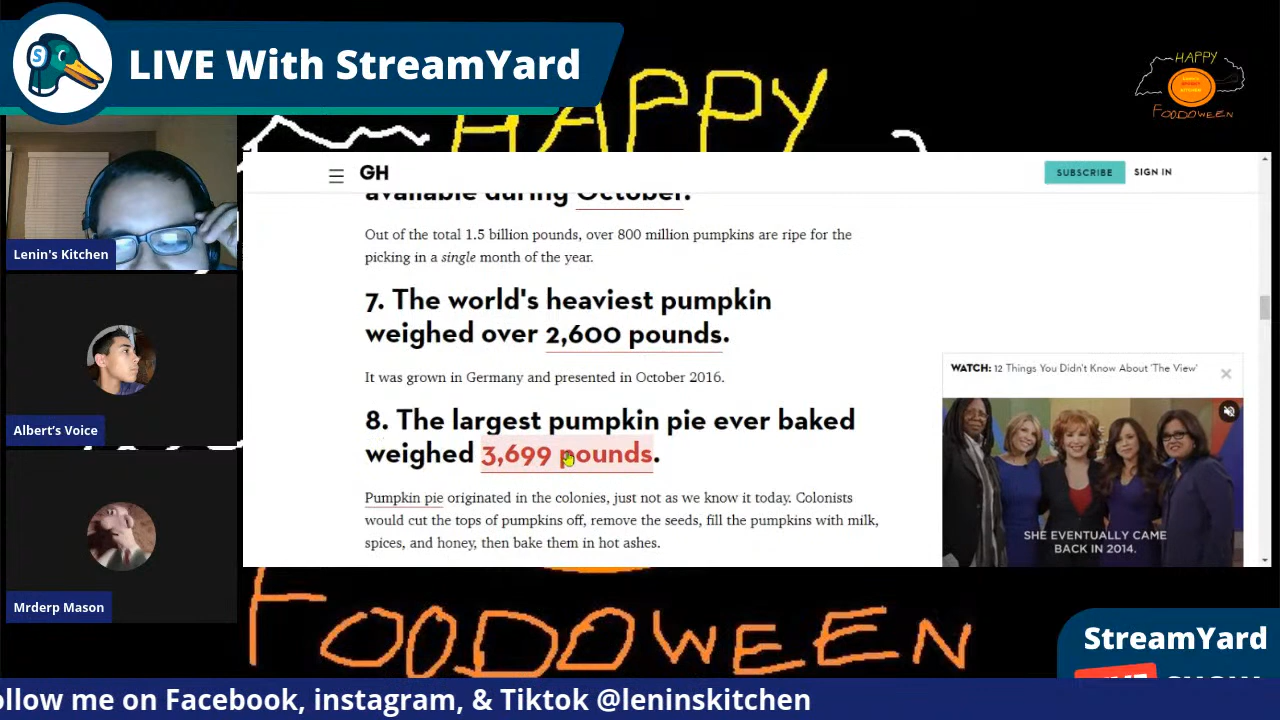 LIVE With StreamYard
S
HAPPY
HAPPY
FOODOWEEN
GH
SUBSCRIBE
SIGN IN
available during October.
Out of the total 1.5 billion pounds, over 800 million pumpkins are ripe for the
picking in a single month of the year.
7. The world's heaviest pumpkin
weighed over 2,600 pounds.
It was grown in Germany and presented in October 2016.
8. The largest pumpkin pie ever baked
weighed 3,699 pounds.
Pumpkin pie originated in the colonies, just not as we know it today. Colonists
would cut the tops of pumpkins off, remove the seeds, fill the pumpkins with milk,
spices, and honey, then bake them in hot ashes.
WATCH: 12 Things You Didn't Know About 'The View'
SHE EVENTUALLY CAME
BACK IN 2014.
Lenin's Kitchen
Albert's Voice
Mrderp Mason
FOODOWEEN
StreamYard
ollow me on Facebook, instagram, & Tiktok @leninskitchen